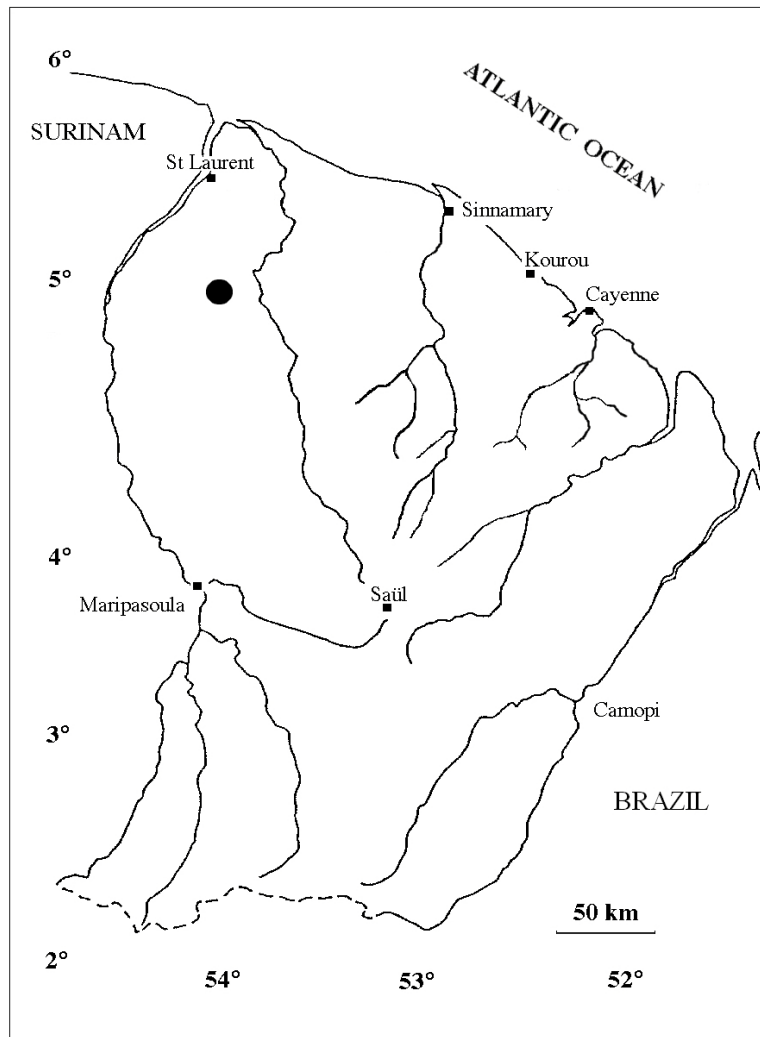 6°
ATLANTIC OCEAN
SURINAM
St Laurent
Sinnamary
Kourou
5°
Cayenne
4°
Saül
Maripasoula
Camopi
3°
BRAZIL
50 km
2°
54°
53°
52°